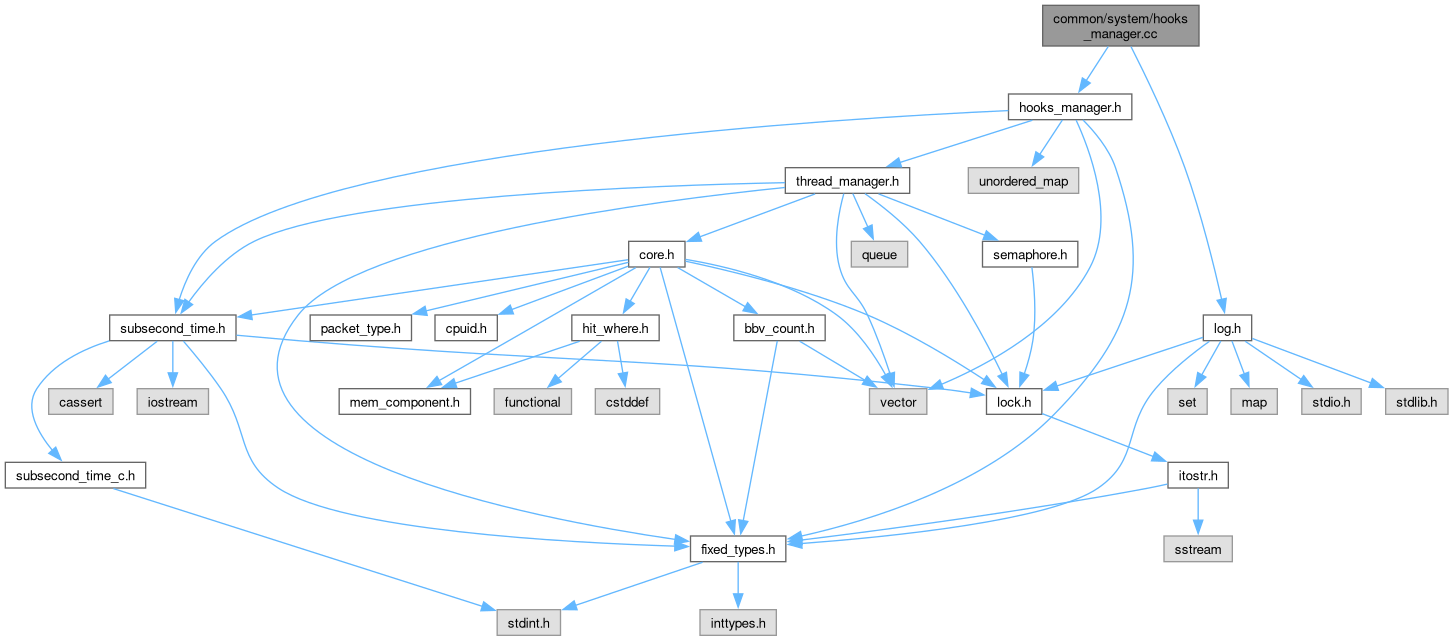 common/system/hooks
_manager.cc
hooks_manager.h
thread_manager.h
unordered_map
core.h
queue
semaphore.h
subsecond_time.h
packet_type.h
cpuid.h
hit_where.h
bbv_count.h
log.h
cassert
iostream
mem_component.h
functional
cstddef
vector
lock.h
set
map
stdio.h
stdlib.h
subsecond_time_c.h
itostr.h
fixed_types.h
sstream
stdint.h
inttypes.h